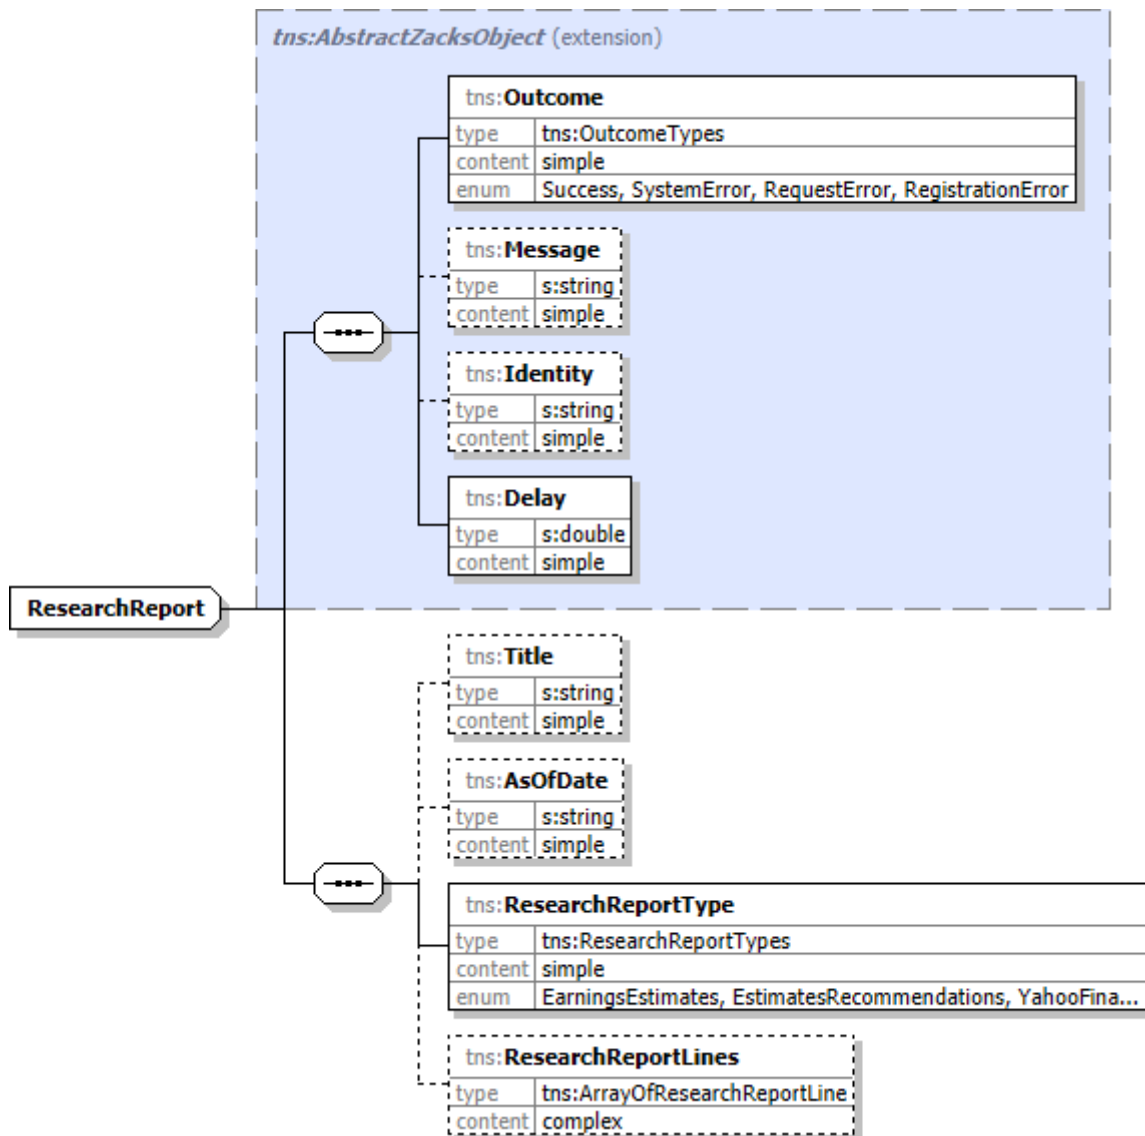 tns:AbstractZacksObject (extension)
tns:Outcome
type tns:OutcomeTypes
content simple
enum Success, SystemError, RequestError, RegistrationError
tns:Message
type s:string
content simple
tns:Identity
type s:string
content simple
tns:Delay
type s:double
content simple
ResearchReport
tns:Title
type s:string
content simple
tns:AsOfDate
type s:string
content simple
tns:ResearchReportType
type tns:ResearchReportTypes
content simple
enum EarningsEstimates, EstimatesRecommendations, YahooFina...
tns:ResearchReportLines
type tns:ArrayOfResearchReportLine
content complex